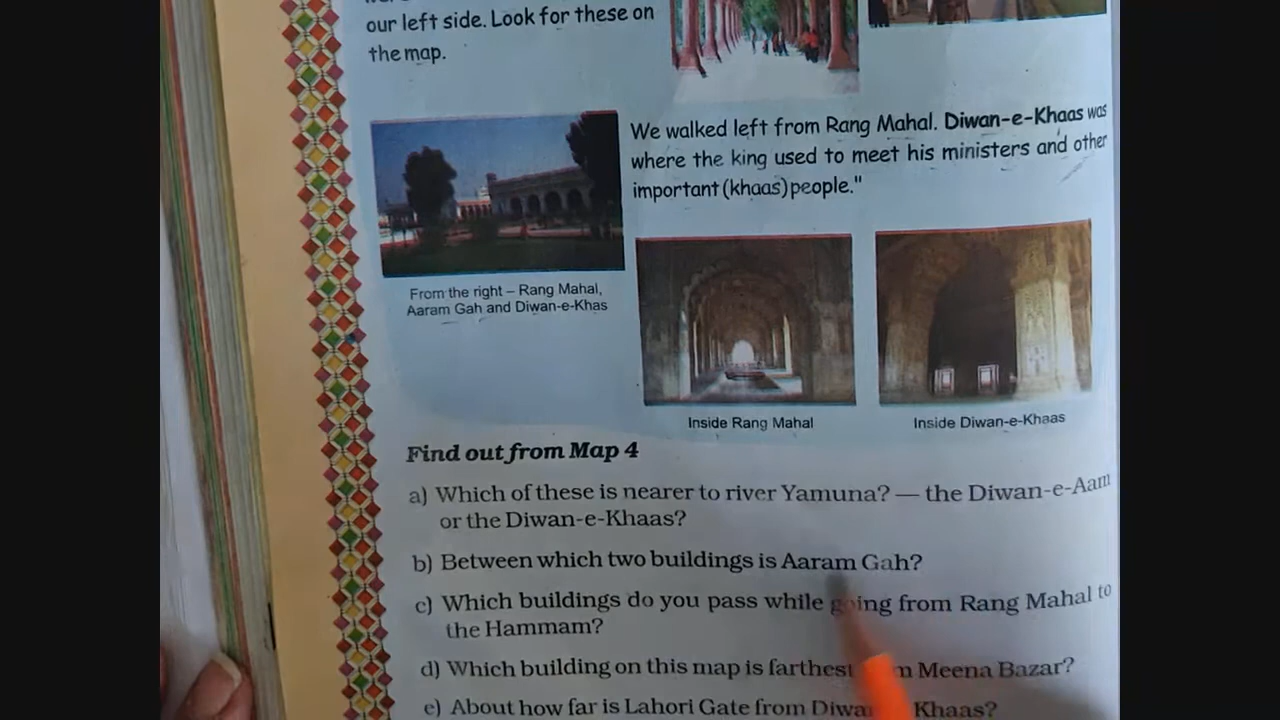 our left side. Look for these on
the map.
We walked left from Rang Mahal. Diwan-e-Khaas was
where the king used to meet his ministers and other
important (khaas) people."
From the right – Rang Mahal,
Aaram Gah and Diwan-e-Khas
Inside Rang Mahal
Inside Diwan-e-Khaas
Find out from Map 4
a) Which of these is nearer to river Yamuna? — the Diwan-e-Aam
or the Diwan-e-Khaas?
b) Between which two buildings is Aaram Gah?
c) Which buildings do you pass while going from Rang Mahal to
the Hammam?
d) Which building on this map is farthest Meena Bazar?
e) About how far is Lahori Gate from Khaas?